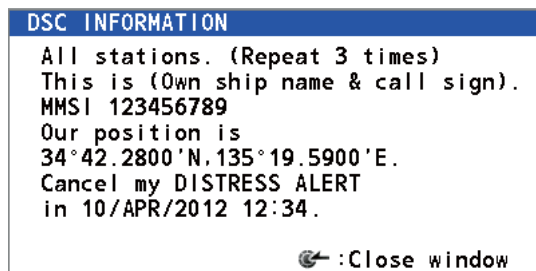 DSC INFORMATION
All stations. (Repeat 3 times)
This is (Own ship name & call sign).
MMSI 123456789
Our position is
34°42.2800'N,135°19.5900'E.
Cancel my DISTRESS ALERT
in 10/APR/2012 12:34.
:Close window